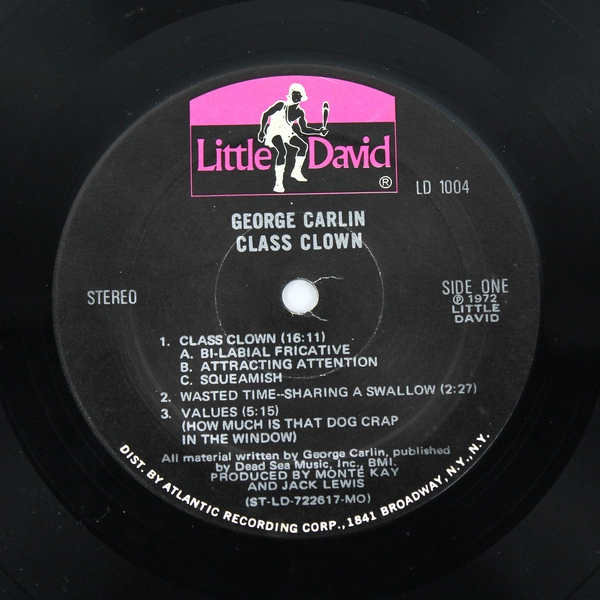 Little David
®
LD 1004
GEORGE CARLIN
CLASS CLOWN
STEREO
SIDE ONE
Ⓟ 1972
LITTLE
DAVID
1. CLASS CLOWN (16:11)
A. BI-LABIAL FRICATIVE
B. ATTRACTING ATTENTION
C. SQUEAMISH
2. WASTED TIME--SHARING A SWALLOW (2:27)
3. VALUES (5:15)
(HOW MUCH IS THAT DOG CRAP
IN THE WINDOW)
All material written by George Carlin, published
by Dead Sea Music, Inc., BMI.
PRODUCED BY MONTE KAY
AND JACK LEWIS
(ST-LD-722617-MO)
DIST. BY ATLANTIC RECORDING CORP., 1841 BROADWAY, N.Y., N.Y.